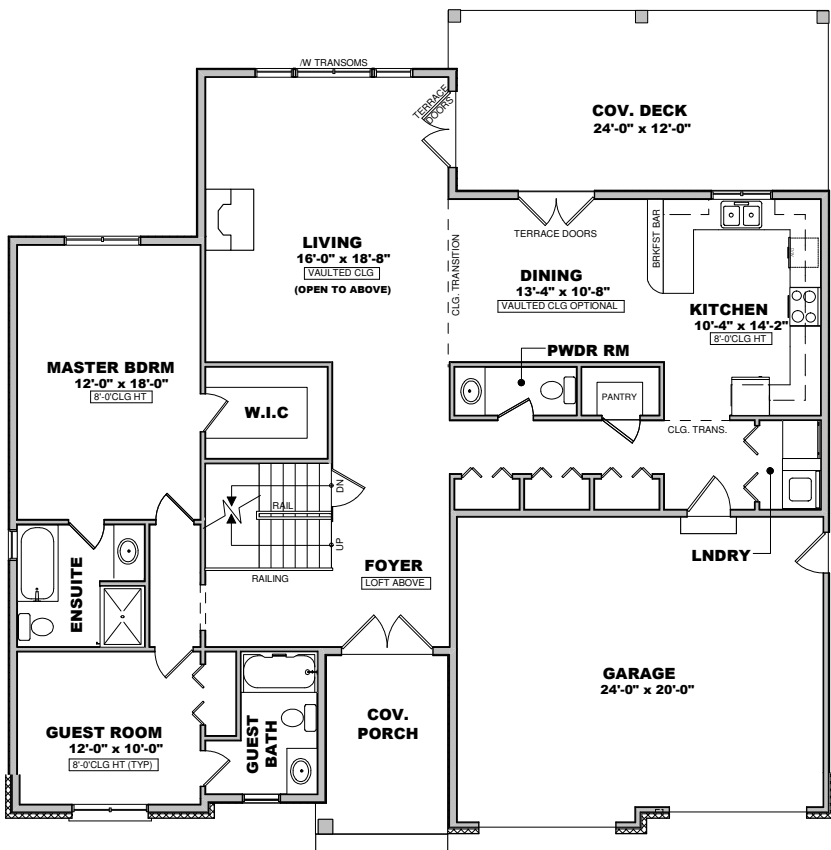 /W TRANSOMS
TERRACE
DOORS
COV. DECK
24'-0" x 12'-0"
LIVING
16'-0" x 18'-8"
VAULTED CLG
(OPEN TO ABOVE)
CLG. TRANSITION
TERRACE DOORS
DINING
13'-4" x 10'-8"
VAULTED CLG OPTIONAL
BRKFST BAR
KITCHEN
10'-4" x 14'-2"
8'-0"CLG HT
MASTER BDRM
12'-0" x 18'-0"
8'-0"CLG HT
W.I.C
PWDR RM
PANTRY
CLG. TRANS.
DN
RAIL
UP
RAILING
FOYER
LOFT ABOVE
LNDRY
ENSUITE
GARAGE
24'-0" x 20'-0"
GUEST ROOM
12'-0" x 10'-0"
8'-0"CLG HT (TYP)
GUEST
BATH
COV.
PORCH